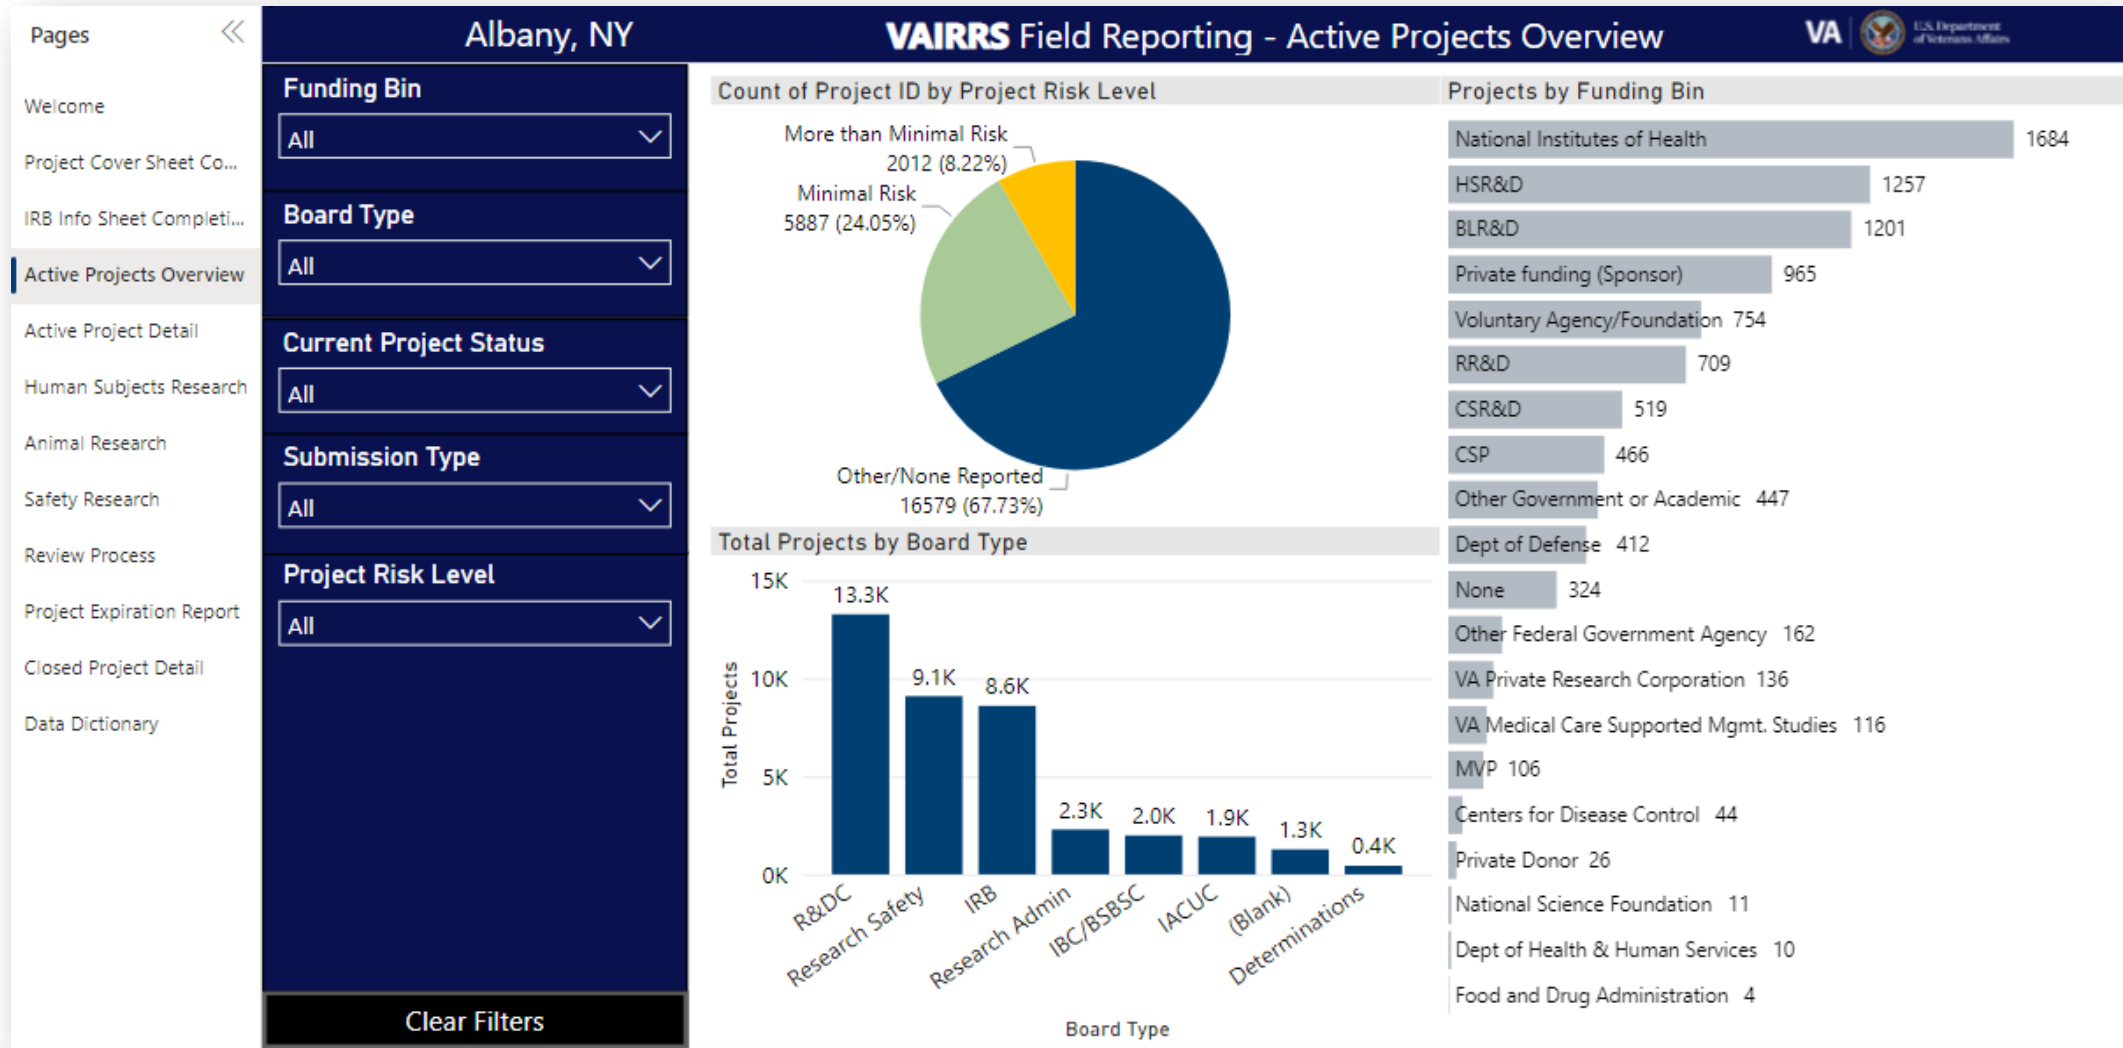 Pages
Welcome
Project Cover Sheet Co...
IRB Info Sheet Completi...
Active Projects Overview
Active Project Detail
Human Subjects Research
Animal Research
Safety Research
Review Process
Project Expiration Report
Closed Project Detail
Data Dictionary
Albany, NY
VAIRRS Field Reporting - Active Projects Overview
VA
U.S. Department
of Veterans Affairs
Funding Bin
All
Board Type
All
Current Project Status
All
Submission Type
All
Project Risk Level
All
Clear Filters
Count of Project ID by Project Risk Level
More than Minimal Risk
2012 (8.22%)
Minimal Risk
5887 (24.05%)
Other/None Reported
16579 (67.73%)
Total Projects by Board Type
Total Projects
15K
10K
5K
0K
13.3K
9.1K
8.6K
2.3K
2.0K
1.9K
1.3K
0.4K
R&DC
Research Safety
IRB
Research Admin
IBC/BSBSC
IACUC
(Blank)
Determinations
Board Type
Projects by Funding Bin
National Institutes of Health 1684
HSR&D 1257
BLR&D 1201
Private funding (Sponsor) 965
Voluntary Agency/Foundation 754
RR&D 709
CSR&D 519
CSP 466
Other Government or Academic 447
Dept of Defense 412
None 324
Other Federal Government Agency 162
VA Private Research Corporation 136
VA Medical Care Supported Mgmt. Studies 116
MVP 106
Centers for Disease Control 44
Private Donor 26
National Science Foundation 11
Dept of Health & Human Services 10
Food and Drug Administration 4